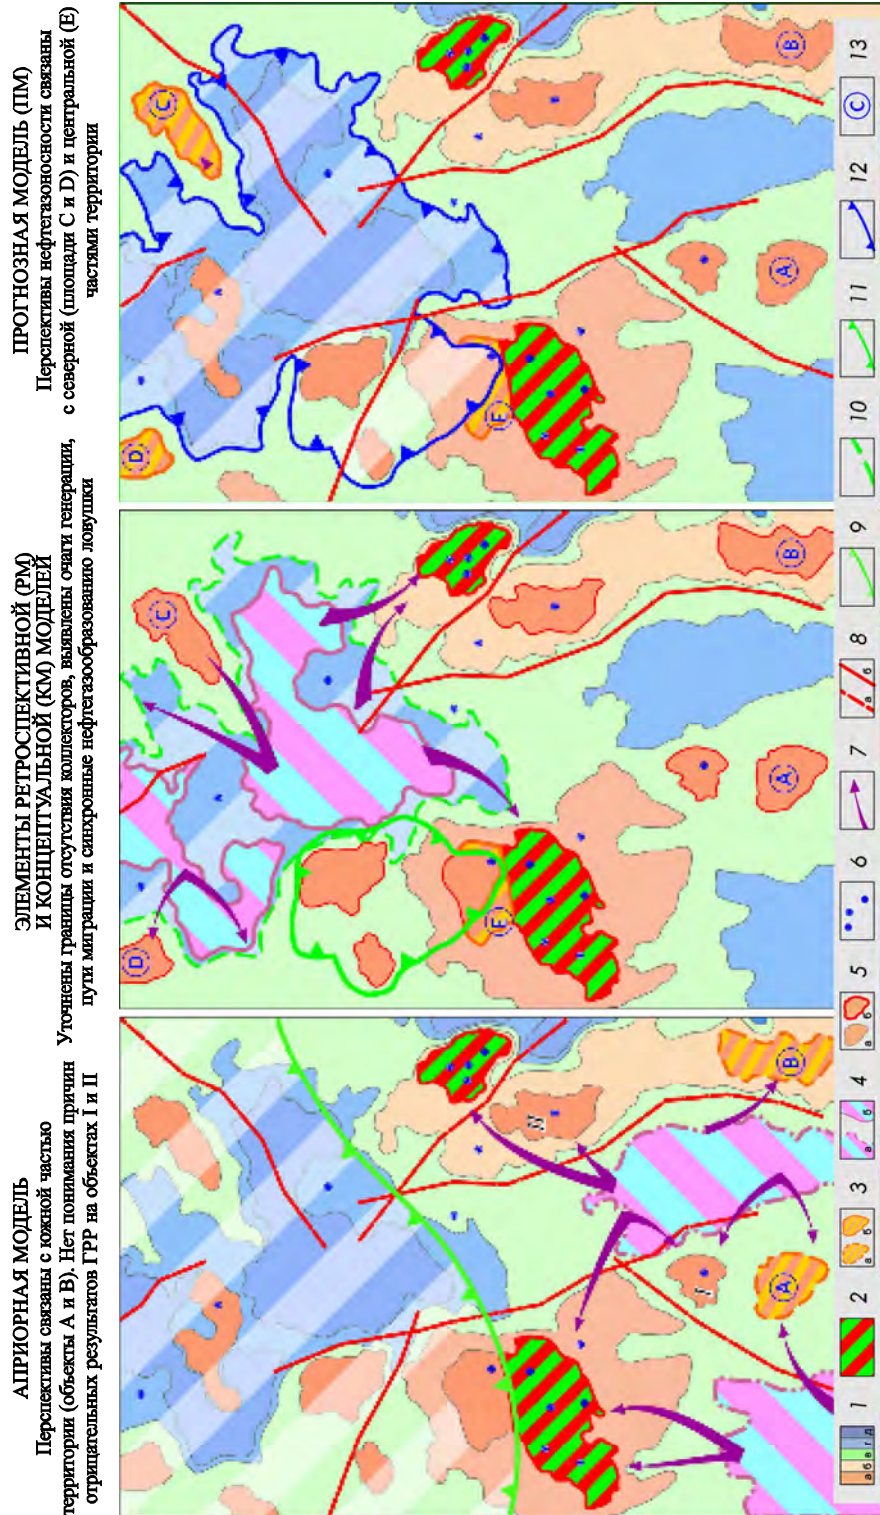 АПРИОРНАЯ МОДЕЛЬ
Перспективы связаны с южной частью
территории (объекты А и В). Нет понимания причин
отрицательных результатов ГРР на объектах I и II
ЭЛЕМЕНТЫ РЕТРОСПЕКТИВНОЙ (РМ)
И КОНЦЕПТУАЛЬНОЙ (КМ) МОДЕЛЕЙ
Уточнены границы отсутствия коллекторов, выявлены очаги генерации,
пути миграции и синхронные нефтегазообразованию ловушки
ПРОГНОЗНАЯ МОДЕЛЬ (ПМ)
Перспективы нефтегазоносности связаны
с северной (площади С и D) и центральной (Е)
частями территории
II
B
I
A
D
C
E
B
A
D
C
E
B
A
1 2 3 4 5 6 7 8 9 10 11 12 13
а б в г д
а б
а б
а б
а б
C